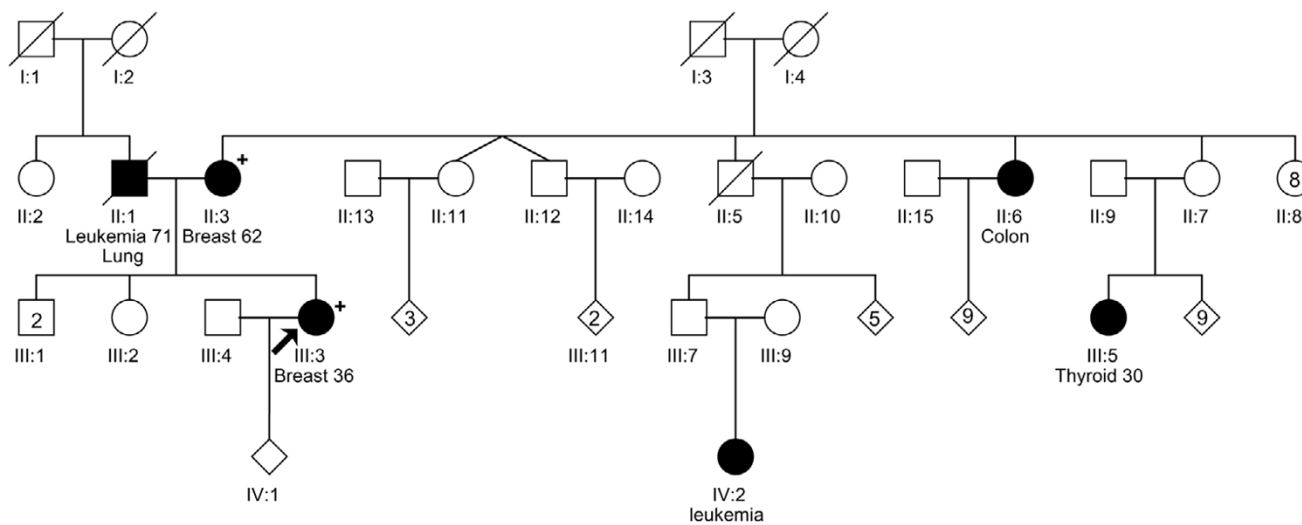 I:1
I:2
I:3
I:4
+
8
II:2
II:1
II:3
II:13
II:11
II:12
II:14
II:5
II:10
II:15
II:6
II:9
II:7
II:8
Leukemia 71
Lung
Breast 62
Colon
2
+
3
2
5
9
9
III:1
III:2
III:4
III:3
III:11
III:7
III:9
III:5
Breast 36
Thyroid 30
IV:1
IV:2
leukemia